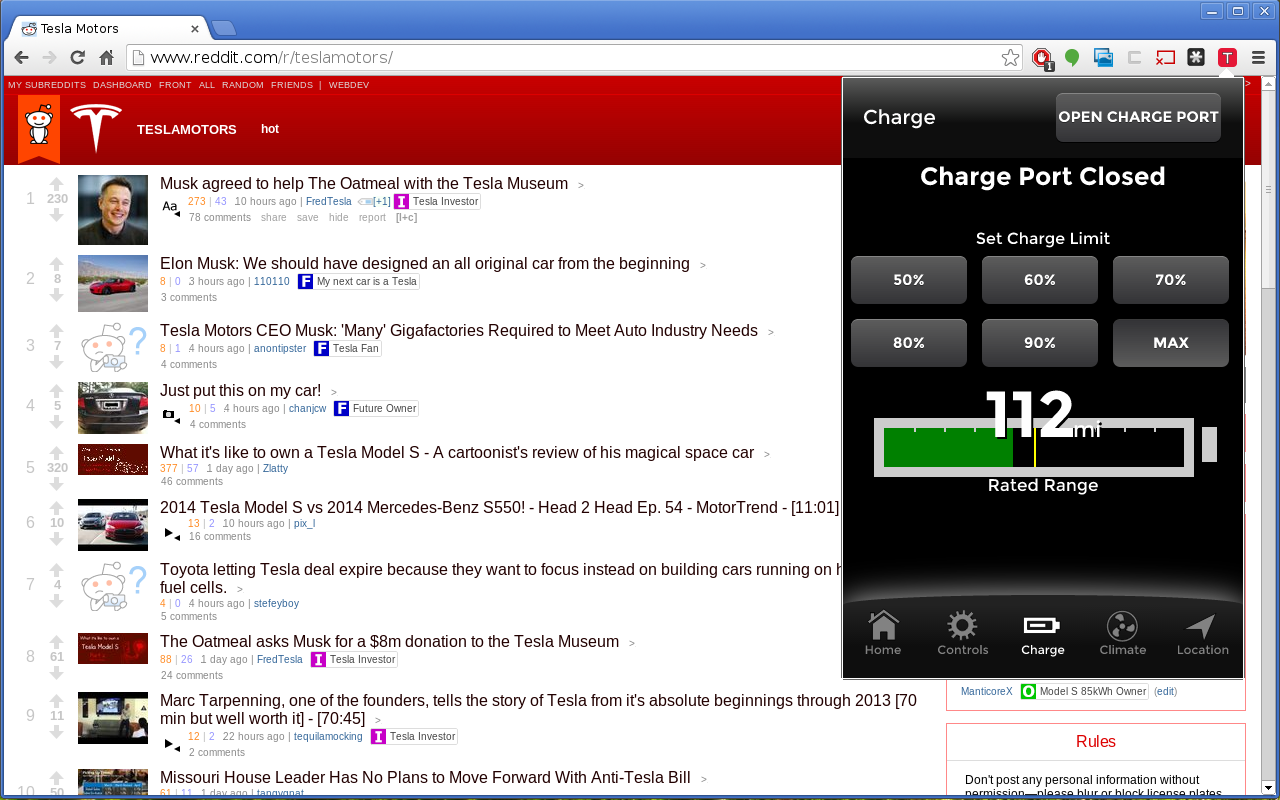 Tesla Motors
www.reddit.com/r/teslamotors/
1
T
MY SUBREDDITS DASHBOARD FRONT ALL RANDOM FRIENDS | WEBDEV
>
TESLAMOTORS hot
1
230
Musk agreed to help The Oatmeal with the Tesla Museum >
Aa
273 | 43 10 hours ago | FredTesla [+1] I Tesla Investor
78 comments share save hide report [l+c]
2
8
Elon Musk: We should have designed an all original car from the beginning >
8 | 0 3 hours ago | 110110 F My next car is a Tesla
3 comments
3
7
Tesla Motors CEO Musk: 'Many' Gigafactories Required to Meet Auto Industry Needs >
8 | 1 4 hours ago | anontipster F Tesla Fan
4 comments
4
5
Just put this on my car! >
10 | 5 4 hours ago | chanjcw F Future Owner
4 comments
5
320
What it's like to own a Tesla Model S - A cartoonist's review of his magical space car >
377 | 57 1 day ago | Zlatty
46 comments
6
10
2014 Tesla Model S vs 2014 Mercedes-Benz S550! - Head 2 Head Ep. 54 - MotorTrend - [11:01]
13 | 2 10 hours ago | pix_l
16 comments
7
4
Toyota letting Tesla deal expire because they want to focus instead on building cars running on h
fuel cells. >
4 | 0 4 hours ago | stefeyboy
5 comments
8
61
What it's like to own a
Tesla Model S
The Oatmeal asks Musk for a $8m donation to the Tesla Museum >
88 | 26 1 day ago | FredTesla I Tesla Investor
24 comments
9
11
Marc Tarpenning, one of the founders, tells the story of Tesla from it's absolute beginnings through 2013 [70
min but well worth it] - [70:45] >
12 | 2 22 hours ago | tequilamocking I Tesla Investor
2 comments
10
50
Missouri House Leader Has No Plans to Move Forward With Anti-Tesla Bill >
61 | 11 1 day ago | tangygnat
Charge
OPEN CHARGE PORT
Charge Port Closed
Set Charge Limit
50% 60% 70%
80% 90% MAX
112 mi
Rated Range
Home Controls Charge Climate Location
ManticoreX O Model S 85kWh Owner (edit)
Rules
Don't post any personal information without
permission—please blur or block license plates